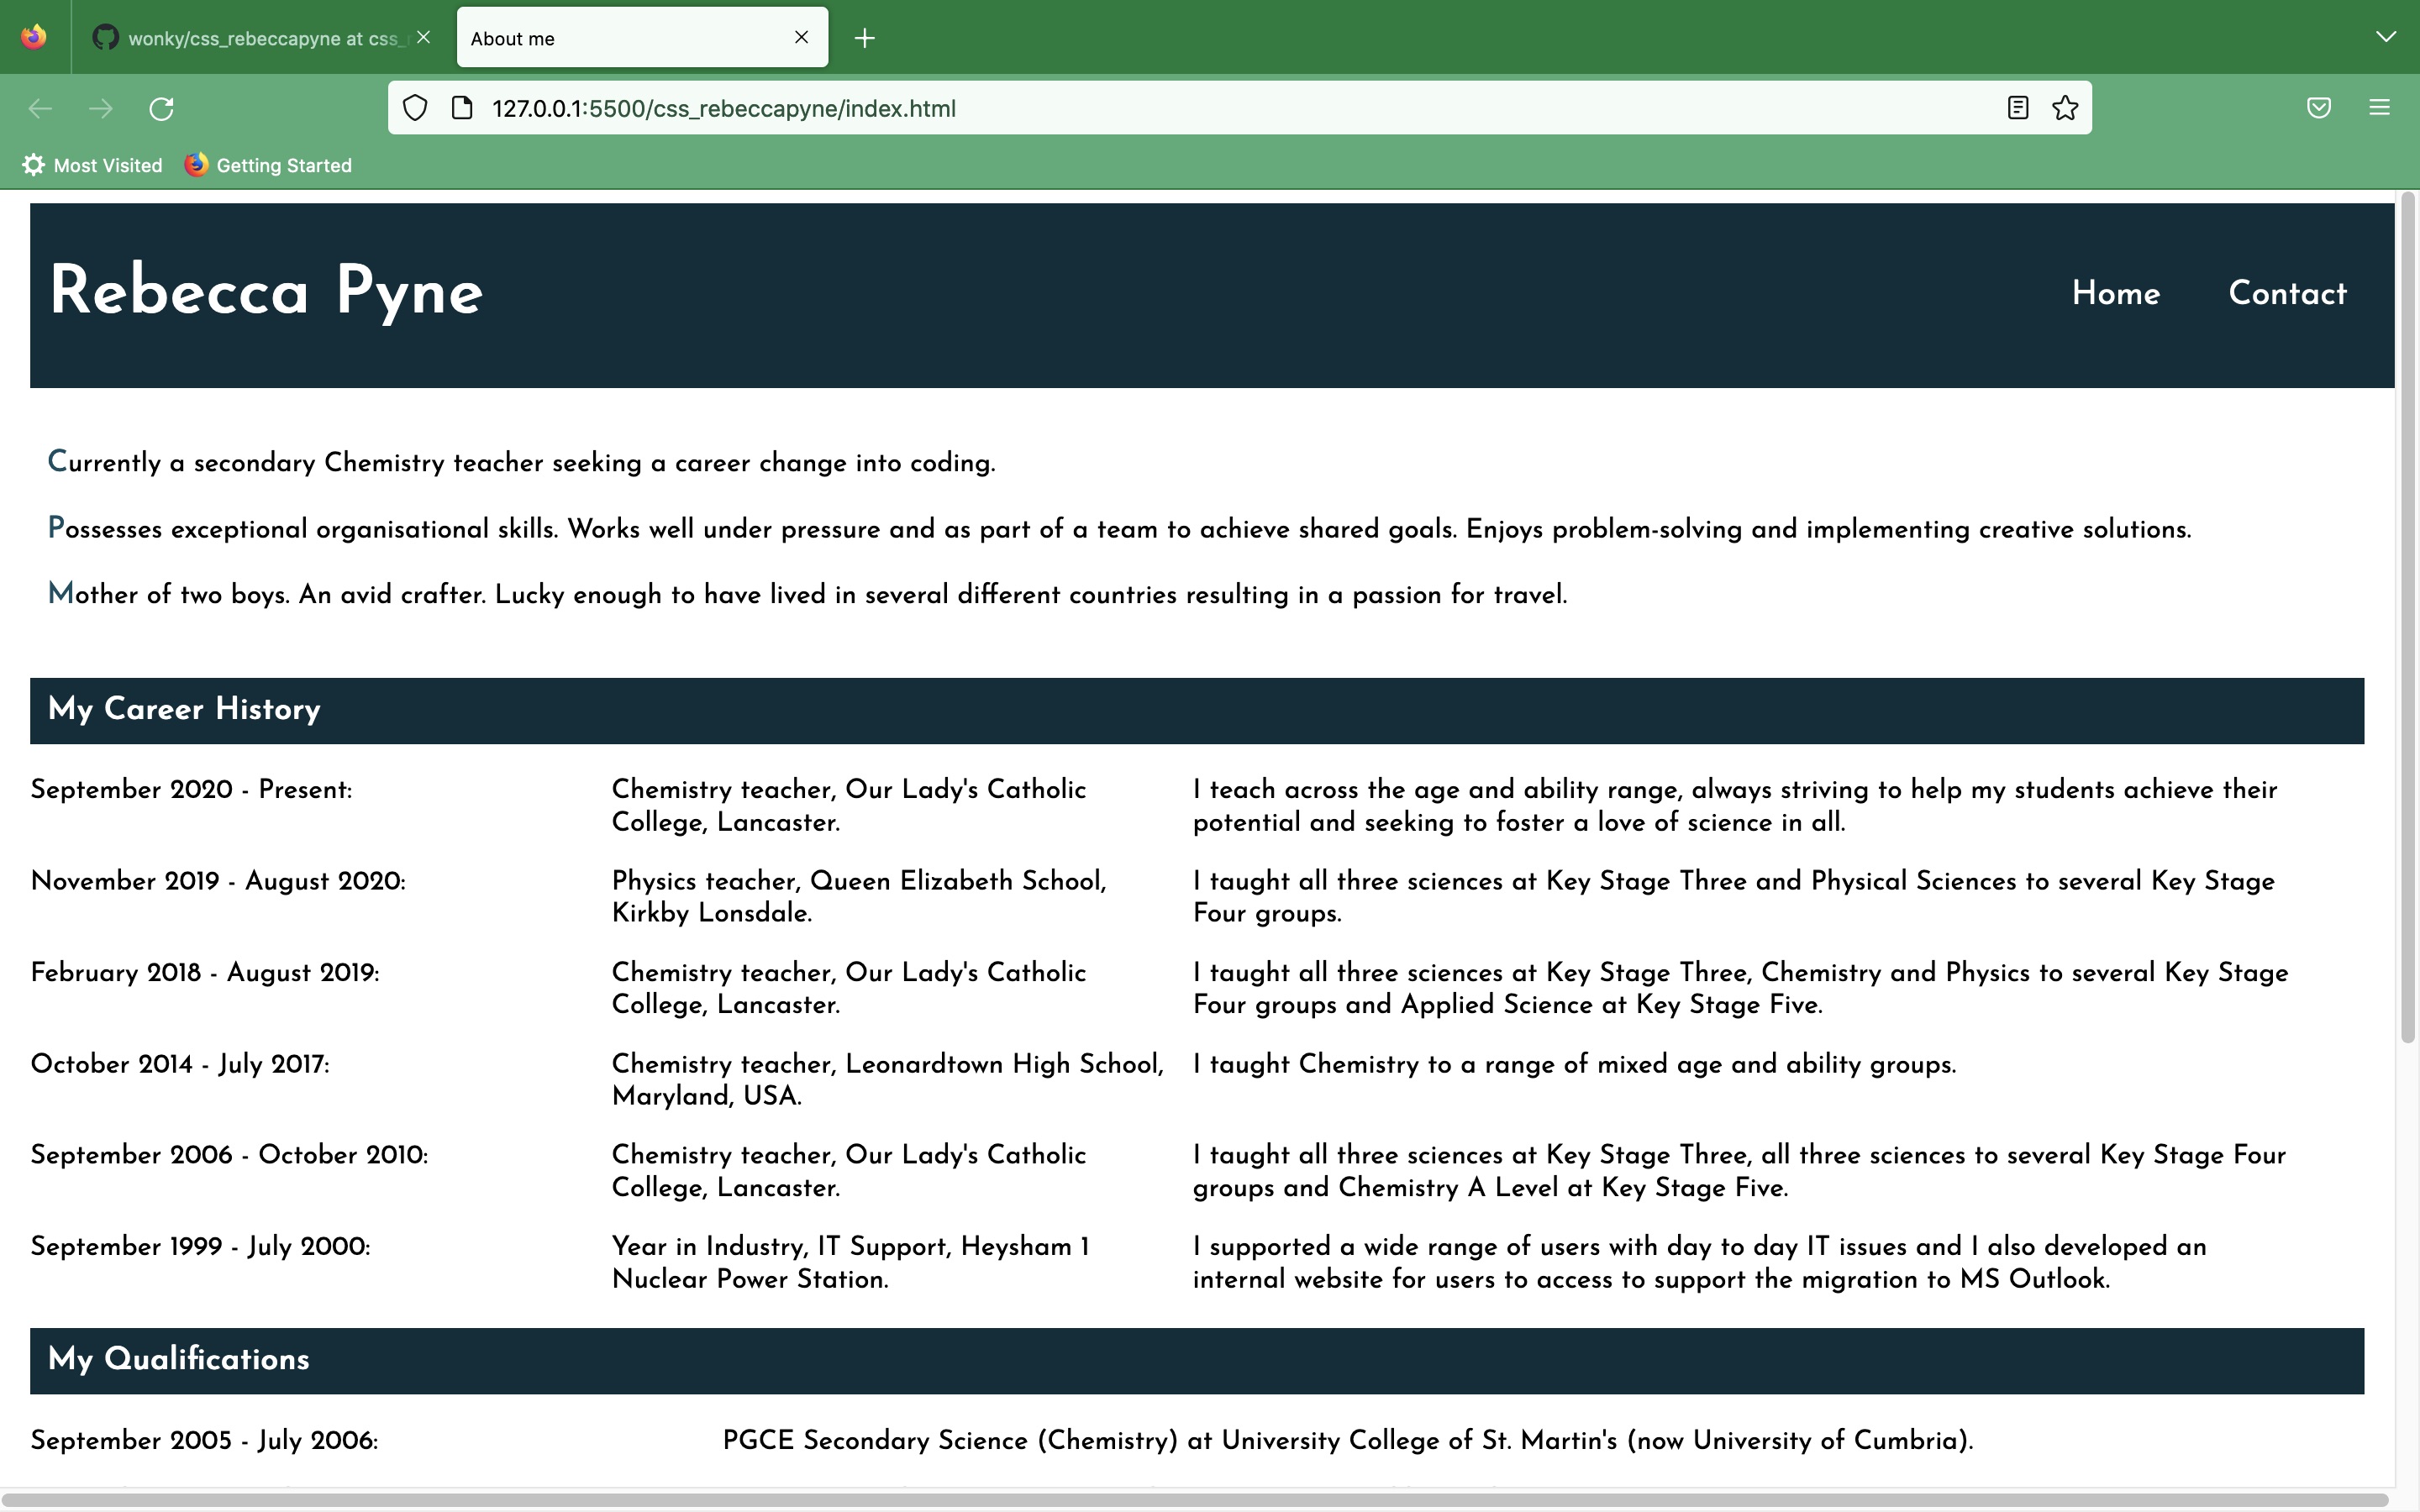 wonky/css_rebeccapyne at css_
About me
127.0.0.1:5500/css_rebeccapyne/index.html
Most Visited
Getting Started
Rebecca Pyne
Home
Contact
Currently a secondary Chemistry teacher seeking a career change into coding.
Possesses exceptional organisational skills. Works well under pressure and as part of a team to achieve shared goals. Enjoys problem-solving and implementing creative solutions.
Mother of two boys. An avid crafter. Lucky enough to have lived in several different countries resulting in a passion for travel.
My Career History
September 2020 - Present:
Chemistry teacher, Our Lady's Catholic
College, Lancaster.
I teach across the age and ability range, always striving to help my students achieve their
potential and seeking to foster a love of science in all.
November 2019 - August 2020:
Physics teacher, Queen Elizabeth School,
Kirkby Lonsdale.
I taught all three sciences at Key Stage Three and Physical Sciences to several Key Stage
Four groups.
February 2018 - August 2019:
Chemistry teacher, Our Lady's Catholic
College, Lancaster.
I taught all three sciences at Key Stage Three, Chemistry and Physics to several Key Stage
Four groups and Applied Science at Key Stage Five.
October 2014 - July 2017:
Chemistry teacher, Leonardtown High School,
Maryland, USA.
I taught Chemistry to a range of mixed age and ability groups.
September 2006 - October 2010:
Chemistry teacher, Our Lady's Catholic
College, Lancaster.
I taught all three sciences at Key Stage Three, all three sciences to several Key Stage Four
groups and Chemistry A Level at Key Stage Five.
September 1999 - July 2000:
Year in Industry, IT Support, Heysham 1
Nuclear Power Station.
I supported a wide range of users with day to day IT issues and I also developed an
internal website for users to access to support the migration to MS Outlook.
My Qualifications
September 2005 - July 2006:
PGCE Secondary Science (Chemistry) at University College of St. Martin's (now University of Cumbria).